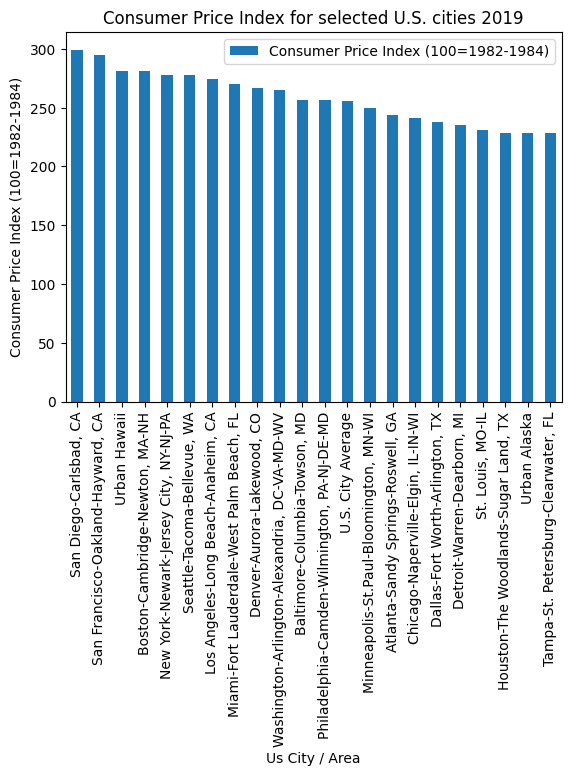 Consumer Price Index for selected U.S. cities 2019
Consumer Price Index (100=1982-1984)
Consumer Price Index (100=1982-1984)
300
250
200
150
100
50
0
San Diego-Carlsbad, CA
San Francisco-Oakland-Hayward, CA
Urban Hawaii
Boston-Cambridge-Newton, MA-NH
New York-Newark-Jersey City, NY-NJ-PA
Seattle-Tacoma-Bellevue, WA
Los Angeles-Long Beach-Anaheim, CA
Miami-Fort Lauderdale-West Palm Beach, FL
Denver-Aurora-Lakewood, CO
Washington-Arlington-Alexandria, DC-VA-MD-WV
Baltimore-Columbia-Towson, MD
Philadelphia-Camden-Wilmington, PA-NJ-DE-MD
U.S. City Average
Minneapolis-St.Paul-Bloomington, MN-WI
Atlanta-Sandy Springs-Roswell, GA
Chicago-Naperville-Elgin, IL-IN-WI
Dallas-Fort Worth-Arlington, TX
Detroit-Warren-Dearborn, MI
St. Louis, MO-IL
Houston-The Woodlands-Sugar Land, TX
Urban Alaska
Tampa-St. Petersburg-Clearwater, FL
Us City / Area